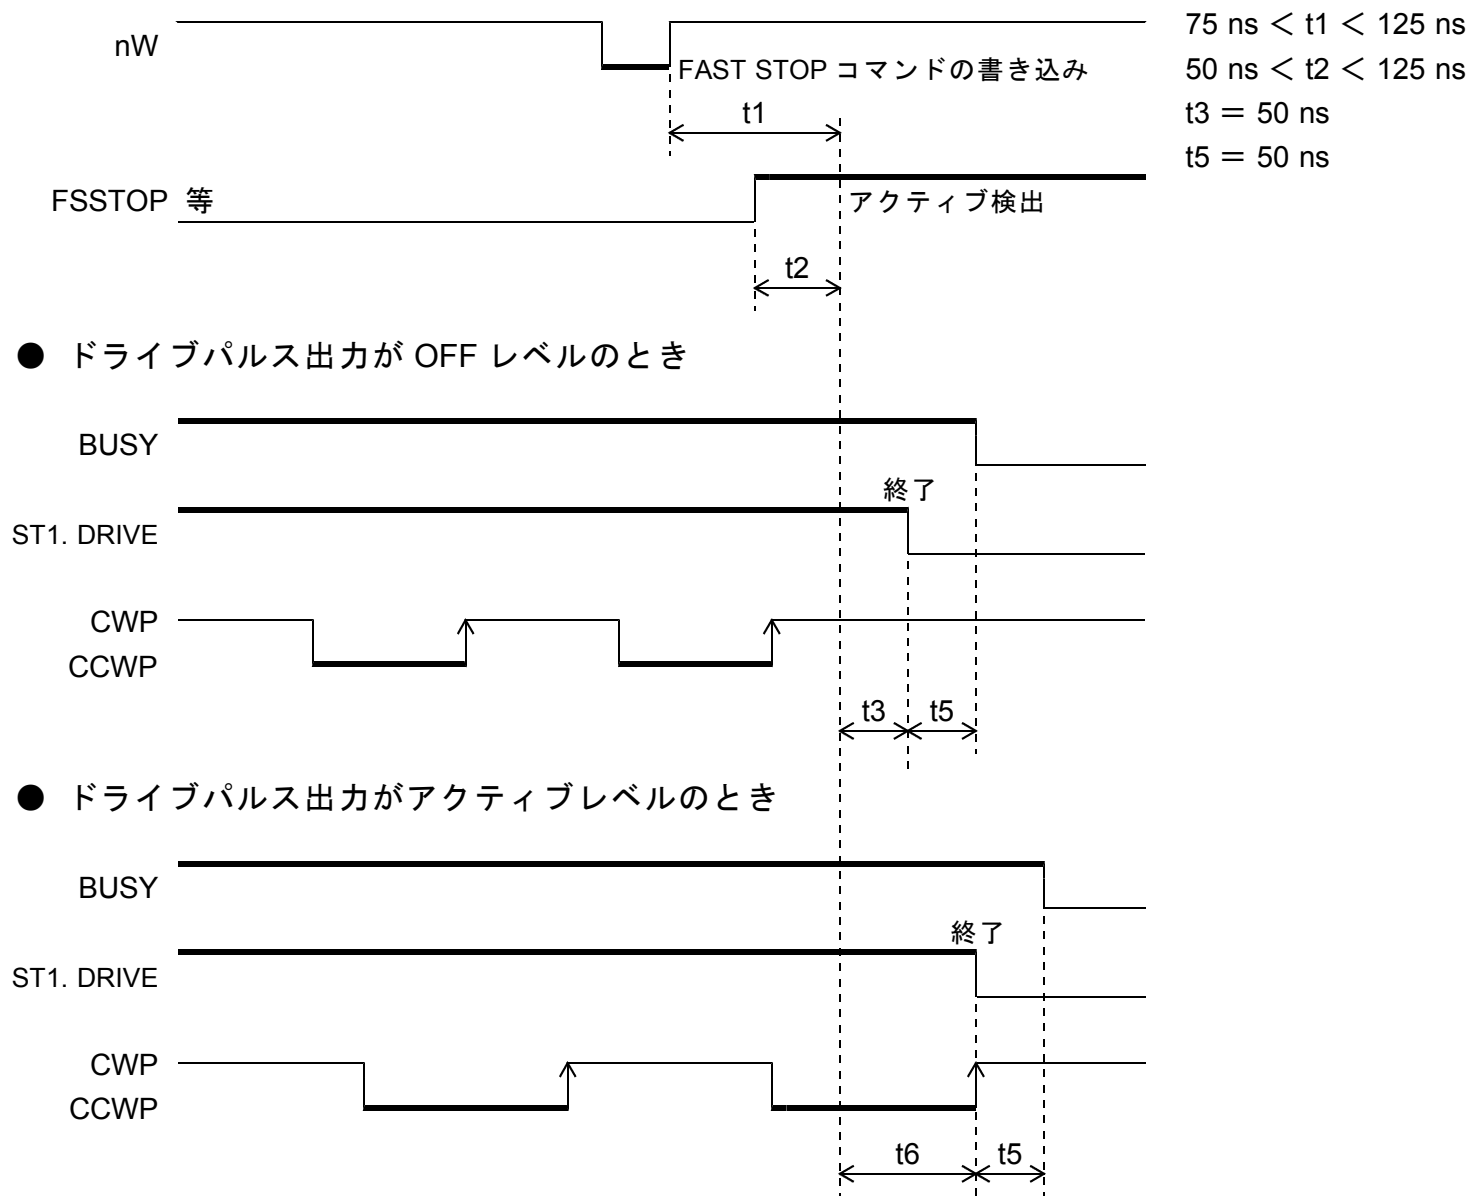 nW
75 ns < t1 < 125 ns
FAST STOP コマンドの書き込み
50 ns < t2 < 125 ns
t1
t3 = 50 ns
t5 = 50 ns
FSSTOP 等
アクティブ検出
t2
● ドライブパルス出力が OFF レベルのとき
BUSY
終了
ST1. DRIVE
CWP
CCWP
t3
t5
● ドライブパルス出力がアクティブレベルのとき
BUSY
終了
ST1. DRIVE
CWP
CCWP
t6
t5